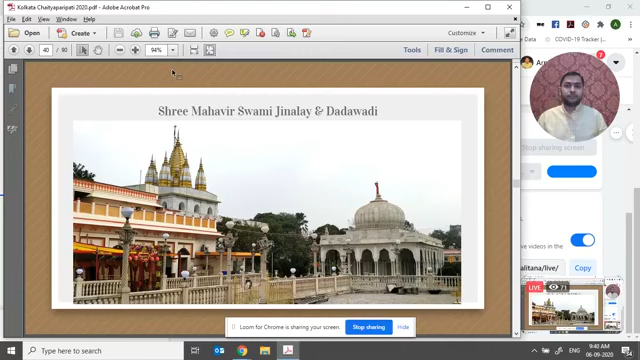 Kolkata Chaityaparipati 2020.pdf - Adobe Acrobat Pro
File Edit View Window Help
Open
Create
Customize
40 / 90
94%
Tools
Fill & Sign
Comment
COVID-19 Tracker
Shree Mahavir Swami Jinalay & Dadawadi
Stop sharing screen
videos in the
alitana/live/
Copy
LIVE 71
Loom for Chrome is sharing your screen.
Stop sharing
Hide
Type here to search
ENG
9:40 AM
06-09-2020